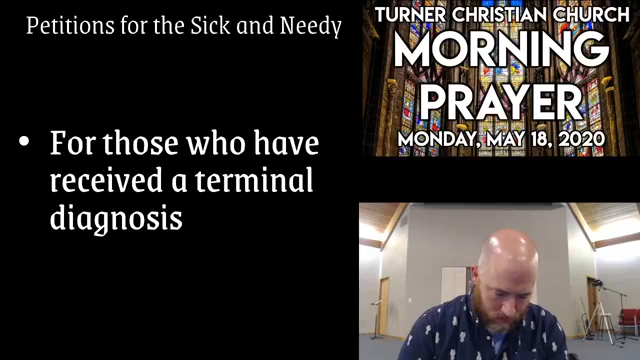 Petitions for the Sick and Needy
• For those who have
received a terminal
diagnosis
TURNER CHRISTIAN CHURCH
MORNING
PRAYER
MONDAY, MAY 18, 2020